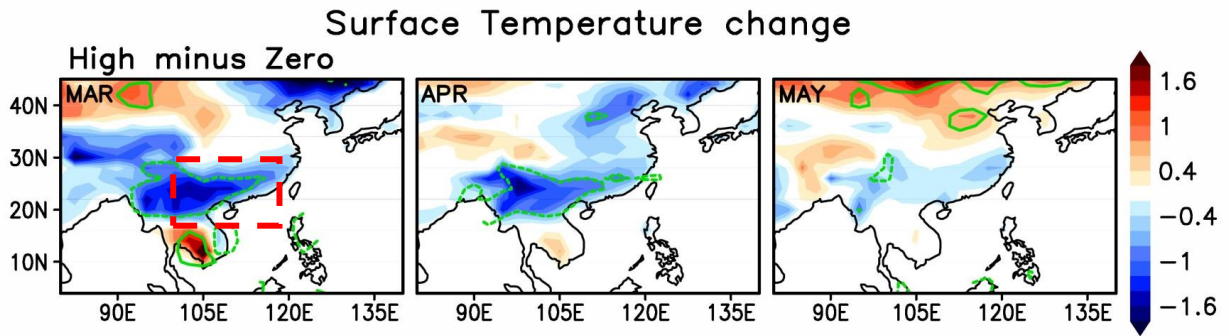 Surface Temperature change
High minus Zero
MAR
APR
MAY
40N
30N
20N
10N
90E 105E 120E 135E
90E 105E 120E 135E
90E 105E 120E 135E
1.6
1
0.4
−0.4
−1
−1.6